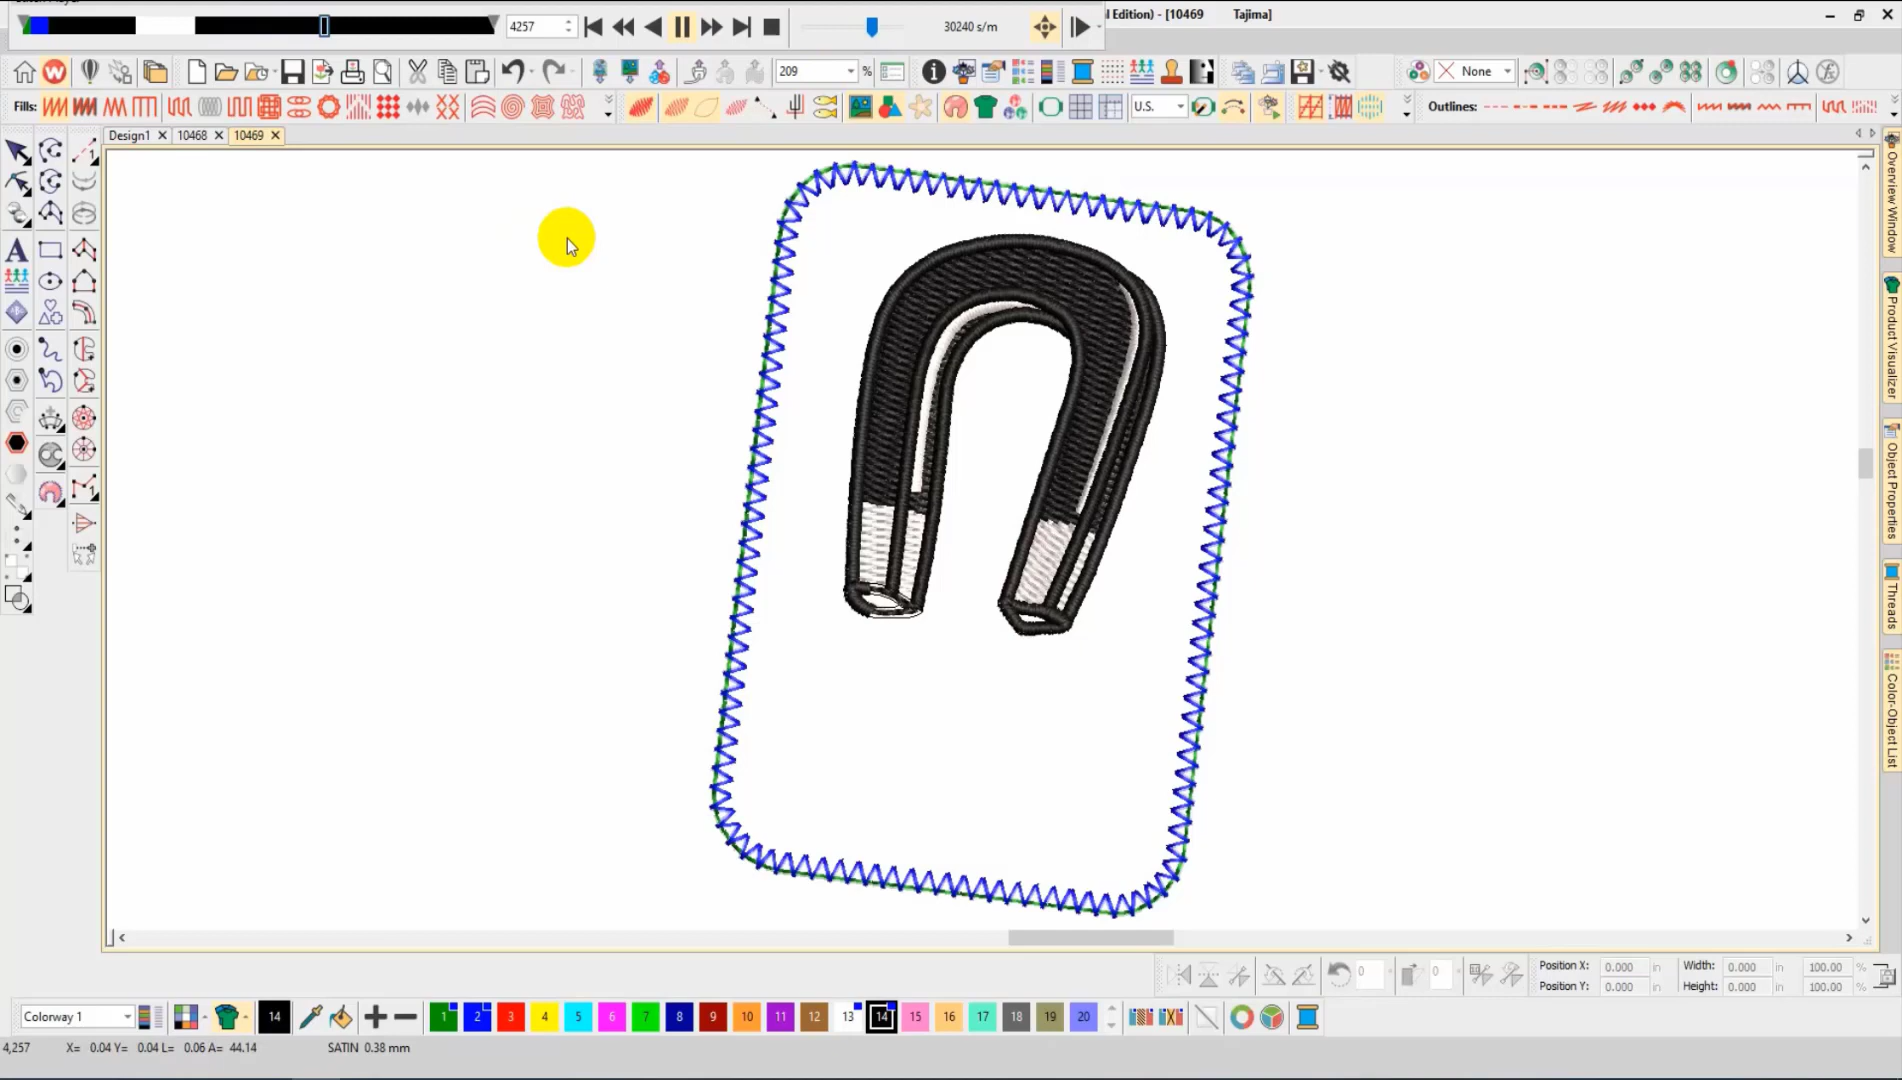 4257
30240 s/m
l Edition) - [10469 Tajima]
209 %
None
Fills:
U.S.
Outlines:
Design1
10468
10469
Overview Window
Product Visualizer
Object Properties
Threads
Color-Object List
Position X: 0.000 in Width: 0.000 in 100.00 %
Position Y: 0.000 in Height: 0.000 in 100.00 %
0
0
Colorway 1
14
1 2 3 4 5 6 7 8 9 10 11 12 13 14 15 16 17 18 19 20
4,257 X= 0.04 Y= 0.04 L= 0.06 A= 44.14 SATIN 0.38 mm